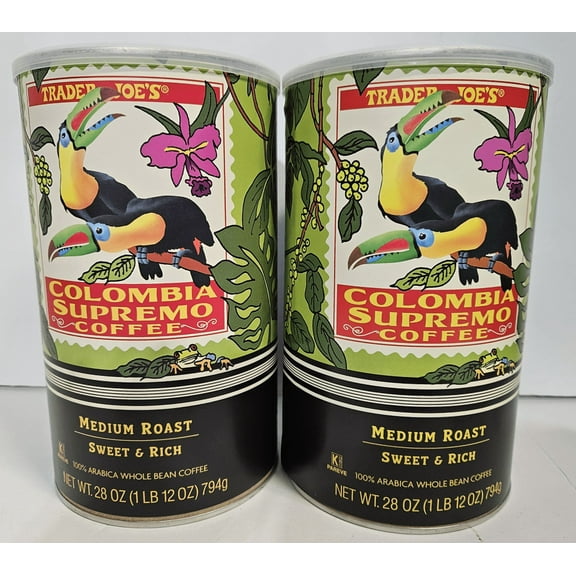 TRADER JOE'S®
COLOMBIA
SUPREMO
COFFEE
MEDIUM ROAST
SWEET & RICH
K
PAREVE
100% ARABICA WHOLE BEAN COFFEE
NET WT. 28 OZ (1 LB 12 OZ) 794g
TRADER JOE'S®
COLOMBIA
SUPREMO
COFFEE
MEDIUM ROAST
SWEET & RICH
K
PAREVE
100% ARABICA WHOLE BEAN COFFEE
NET WT. 28 OZ (1 LB 12 OZ) 794g